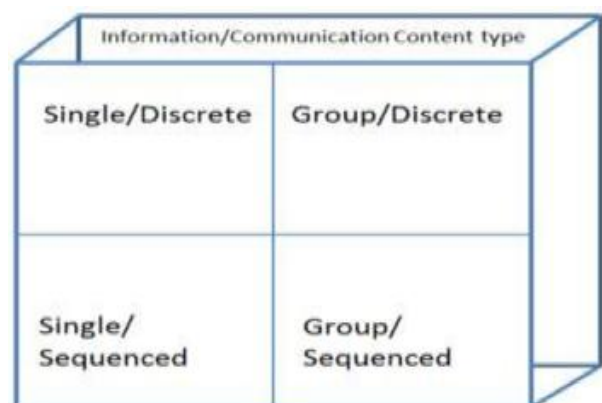 Information/Communication Content type
Single/Discrete
Group/Discrete
Single/
Sequenced
Group/
Sequenced